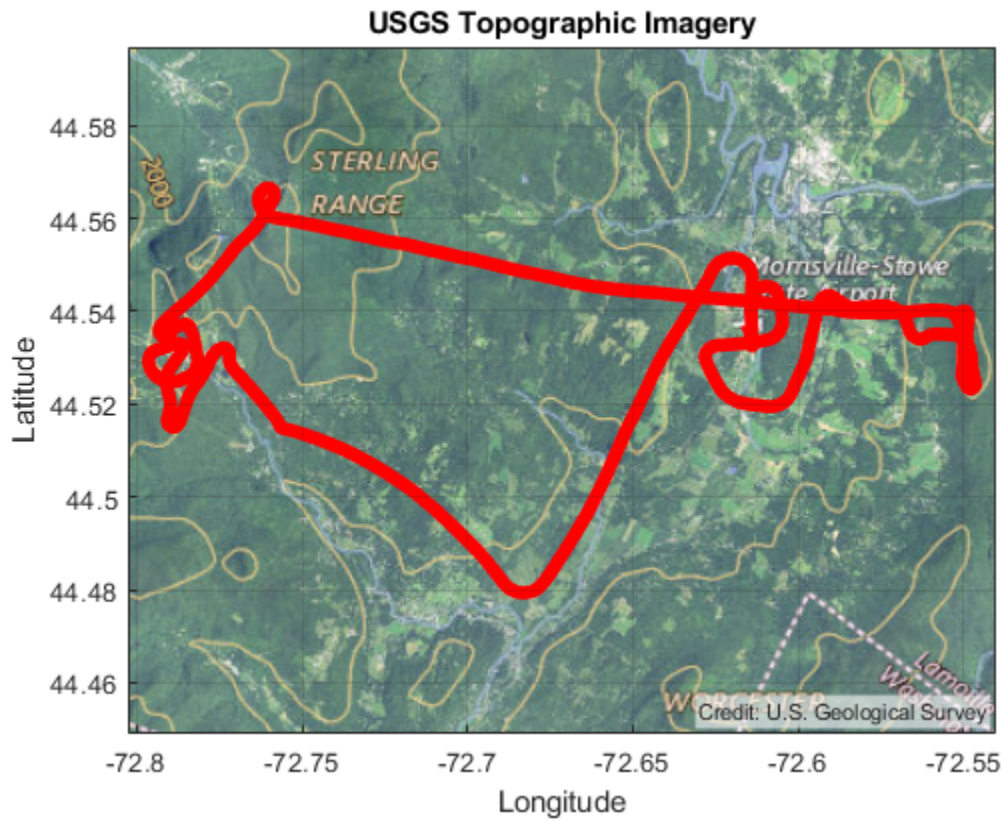 USGS Topographic Imagery
44.58
44.56
44.54
44.52
44.5
44.48
44.46
Latitude
2000
STERLING
RANGE
Morrisville-Stowe
Airport
WORCESTER
Credit: U.S. Geological Survey
-72.8
-72.75
-72.7
-72.65
-72.6
-72.55
Longitude